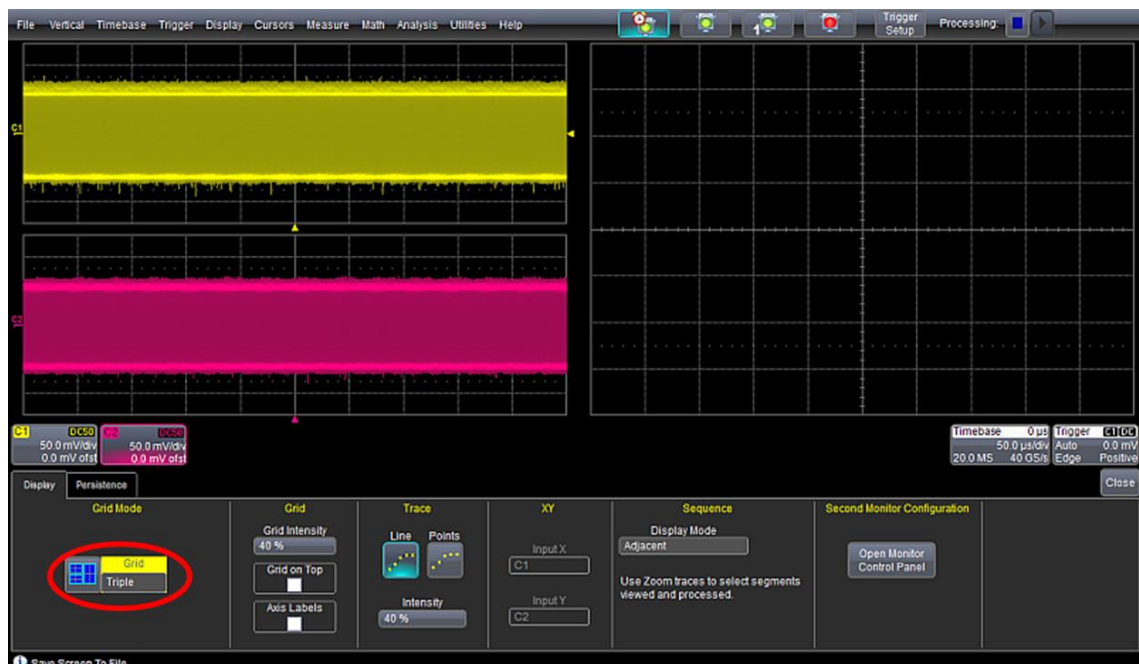 File Vertical Timebase Trigger Display Cursors Measure Math Analysis Utilities Help
1
Trigger
Setup
Processing:
C1
C2
C1 DC50
50.0 mV/div
0.0 mV ofst
C2 DC50
50.0 mV/div
0.0 mV ofst
Timebase 0 µs
50.0 µs/div
20.0 MS 40 GS/s
Trigger C1 DC
Auto 0.0 mV
Edge Positive
Display Persistence
Close
Grid Mode
Grid
Triple
Grid
Grid Intensity
40 %
Grid on Top
Axis Labels
Trace
Line Points
Intensity
40 %
XY
Input X
C1
Input Y
C2
Sequence
Display Mode
Adjacent
Use Zoom traces to select segments
viewed and processed.
Second Monitor Configuration
Open Monitor
Control Panel
Save Screen To File